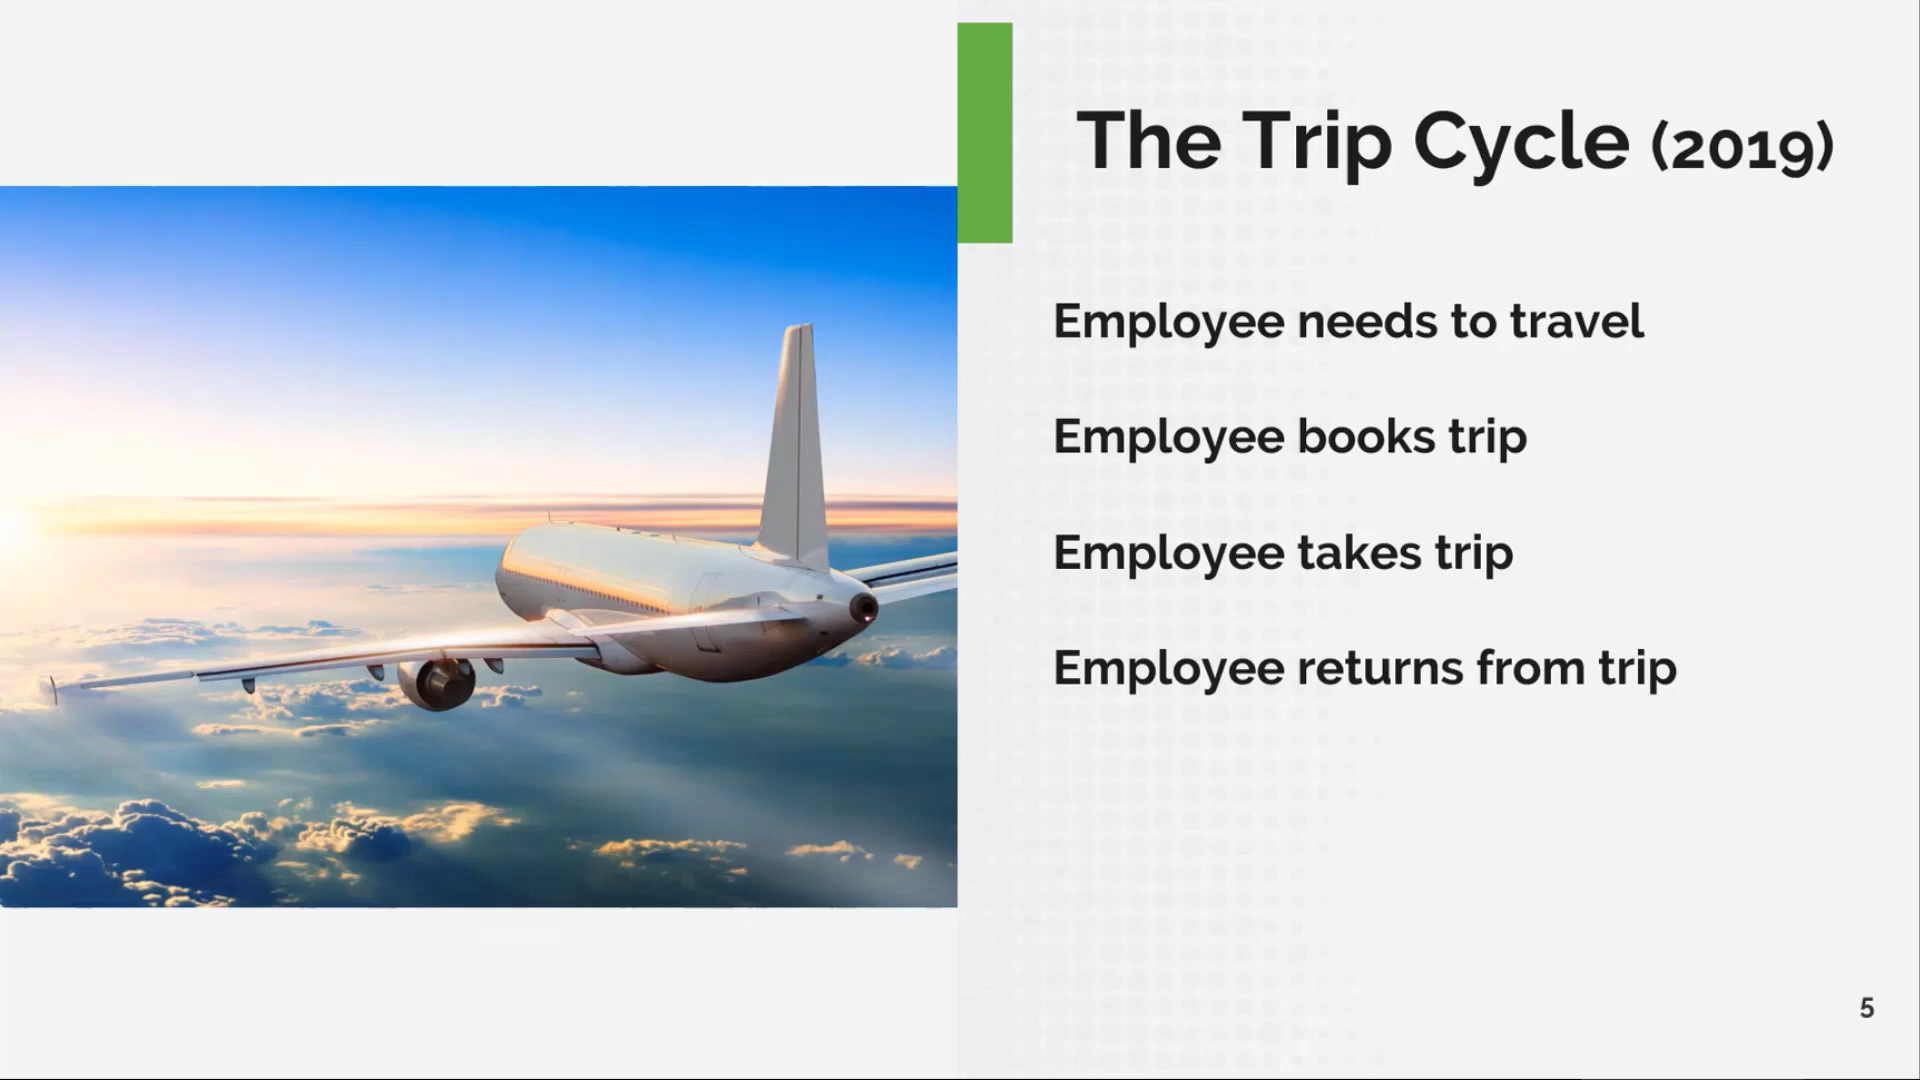 The Trip Cycle (2019)
Employee needs to travel
Employee books trip
Employee takes trip
Employee returns from trip
5